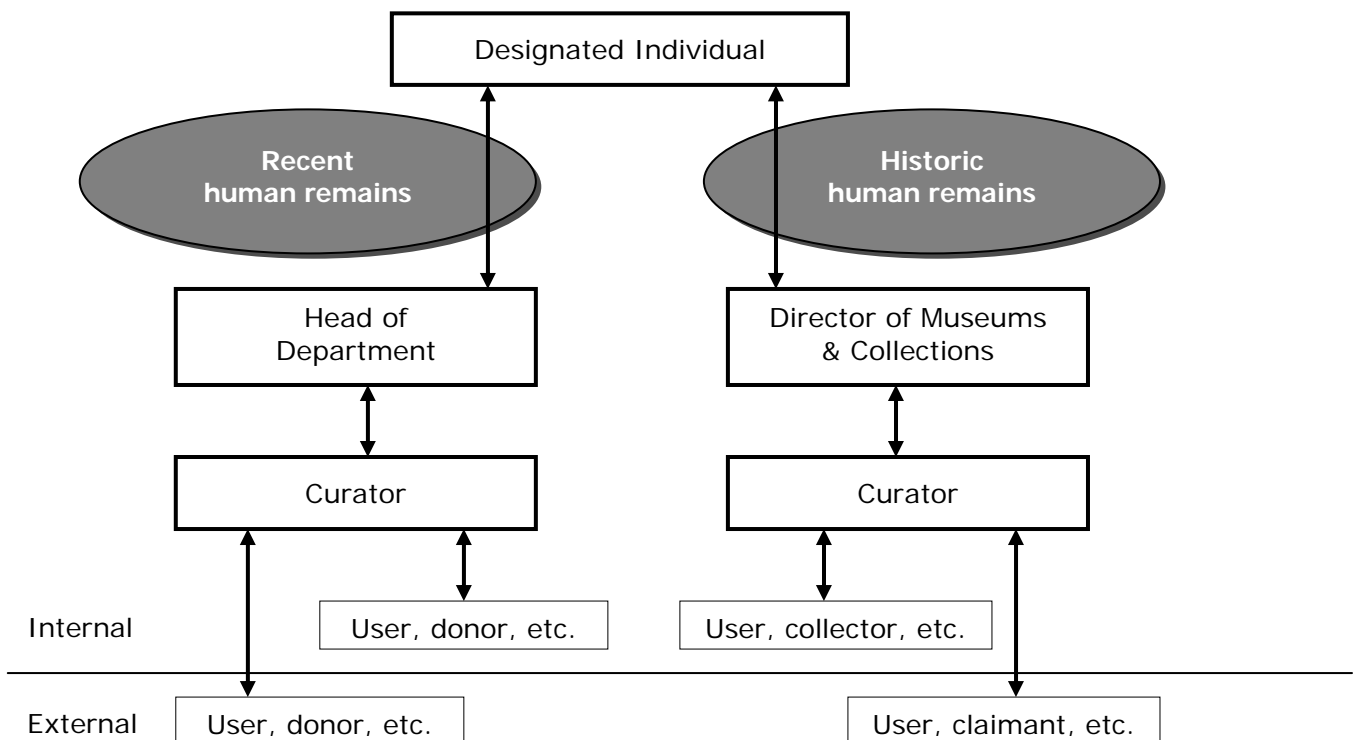 Designated Individual
Recent
human remains
Historic
human remains
Head of
Department
Director of Museums
& Collections
Curator
Curator
Internal
User, donor, etc.
User, collector, etc.
External
User, donor, etc.
User, claimant, etc.